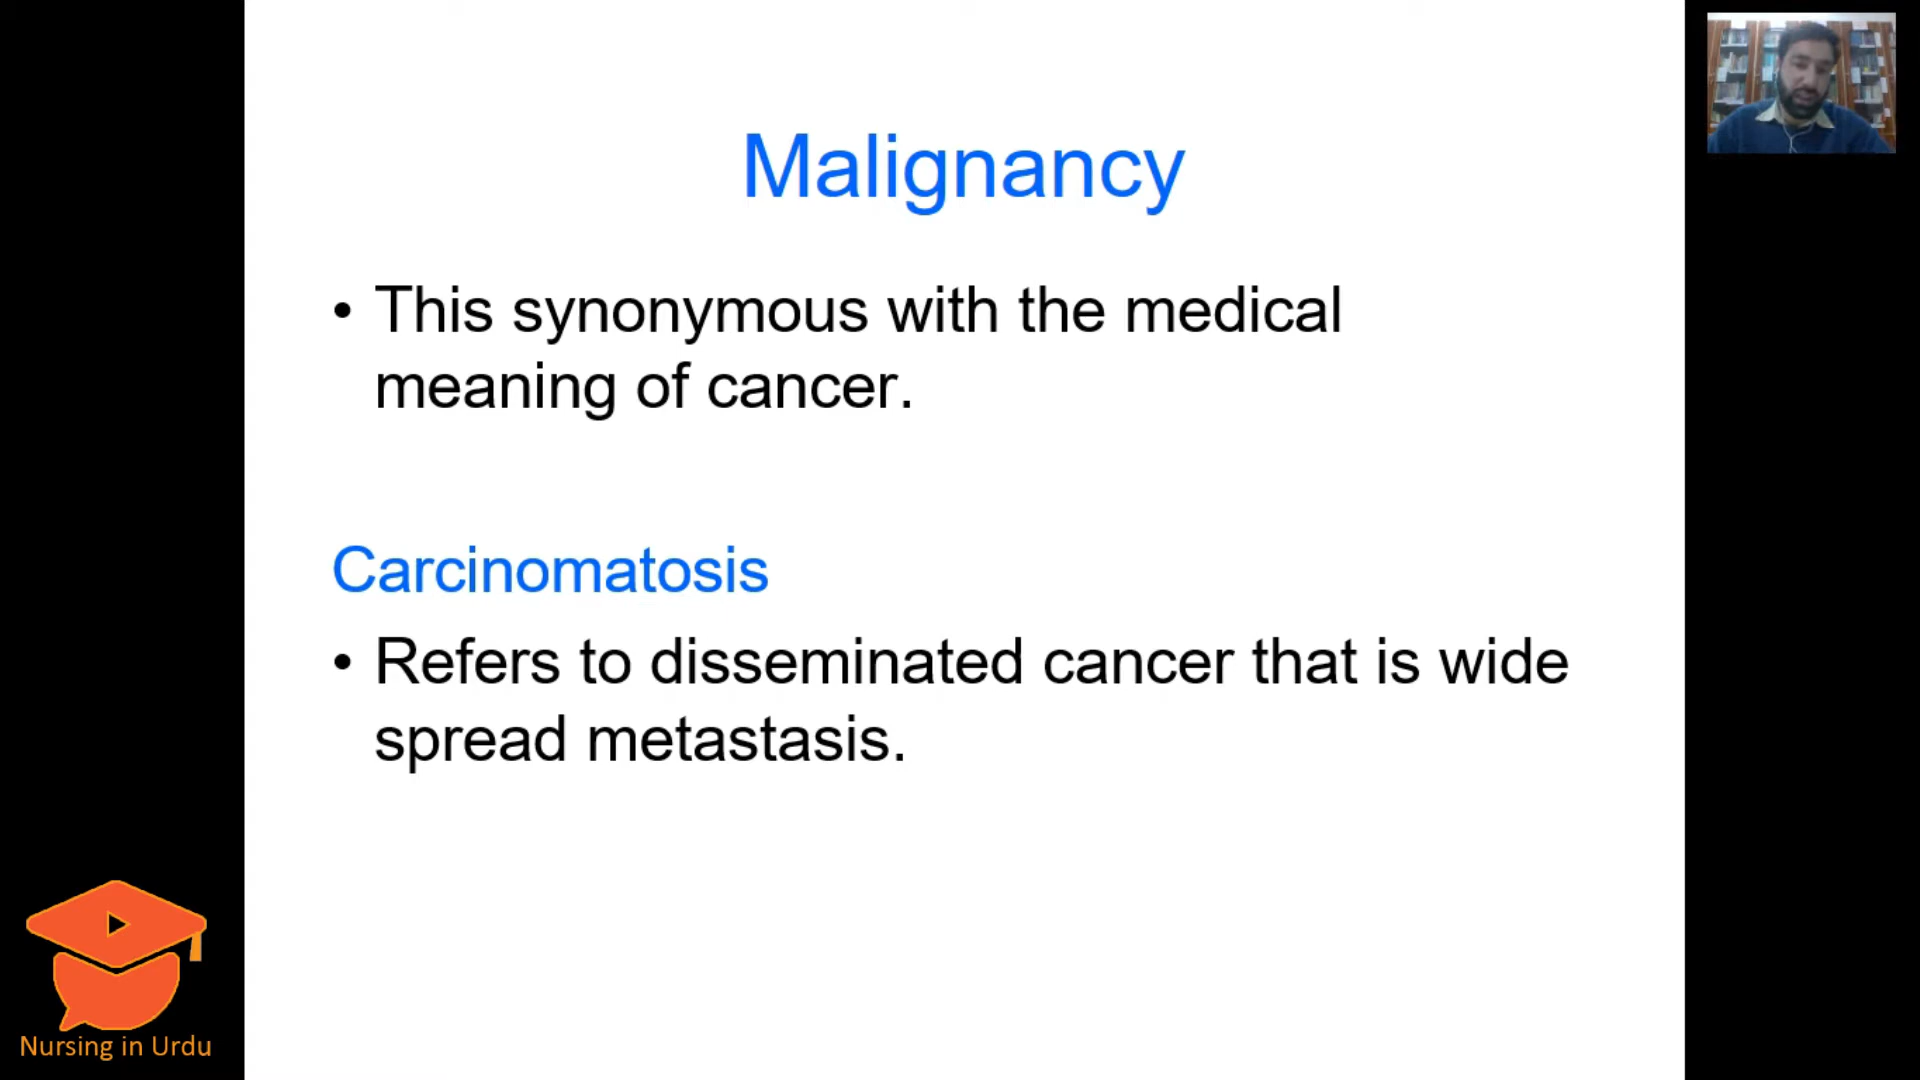 Malignancy
• This synonymous with the medical
meaning of cancer.
Carcinomatosis
• Refers to disseminated cancer that is wide
spread metastasis.
Nursing in Urdu